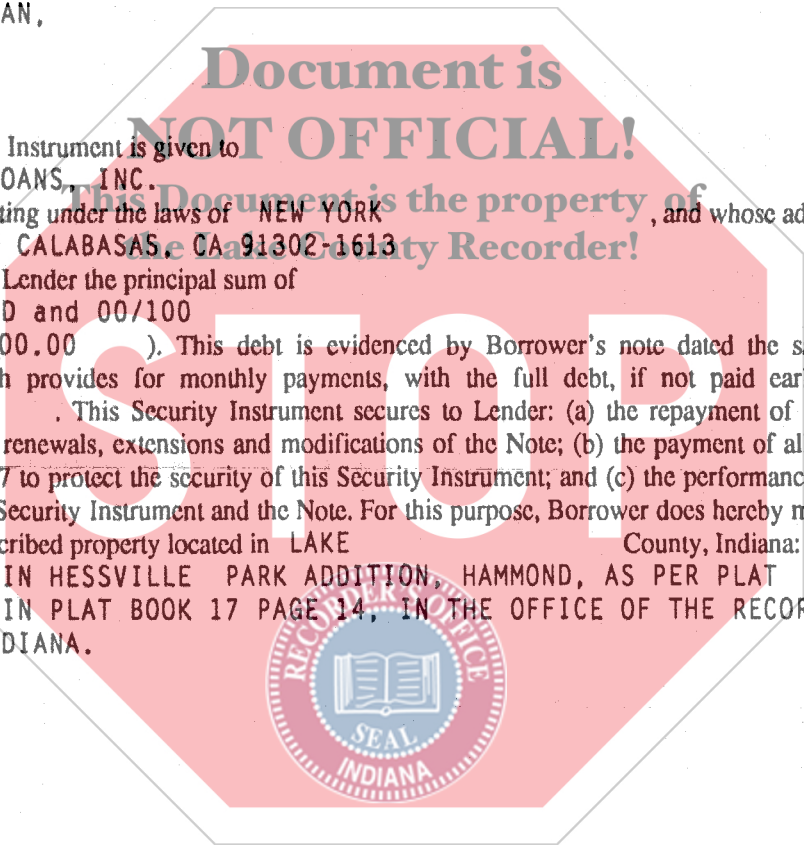 AN,
Document is
NOT OFFICIAL!
Instrument is given to
OANS, INC.
This Document is the property of
ting under the laws of NEW YORK , and whose ad
CALABASAS, CA 91302-1613
the Lake County Recorder!
Lender the principal sum of
D and 00/100
00.00 ). This debt is evidenced by Borrower's note dated the s
h provides for monthly payments, with the full debt, if not paid earl
. This Security Instrument secures to Lender: (a) the repayment of
renewals, extensions and modifications of the Note; (b) the payment of al
7 to protect the security of this Security Instrument; and (c) the performanc
Security Instrument and the Note. For this purpose, Borrower does hereby m
cribed property located in LAKE County, Indiana:
STOP
IN HESSVILLE PARK ADDITION, HAMMOND, AS PER PLAT
IN PLAT BOOK 17 PAGE 14, IN THE OFFICE OF THE RECOR
DIANA.
RECORDER'S OFFICE
SEAL
INDIANA